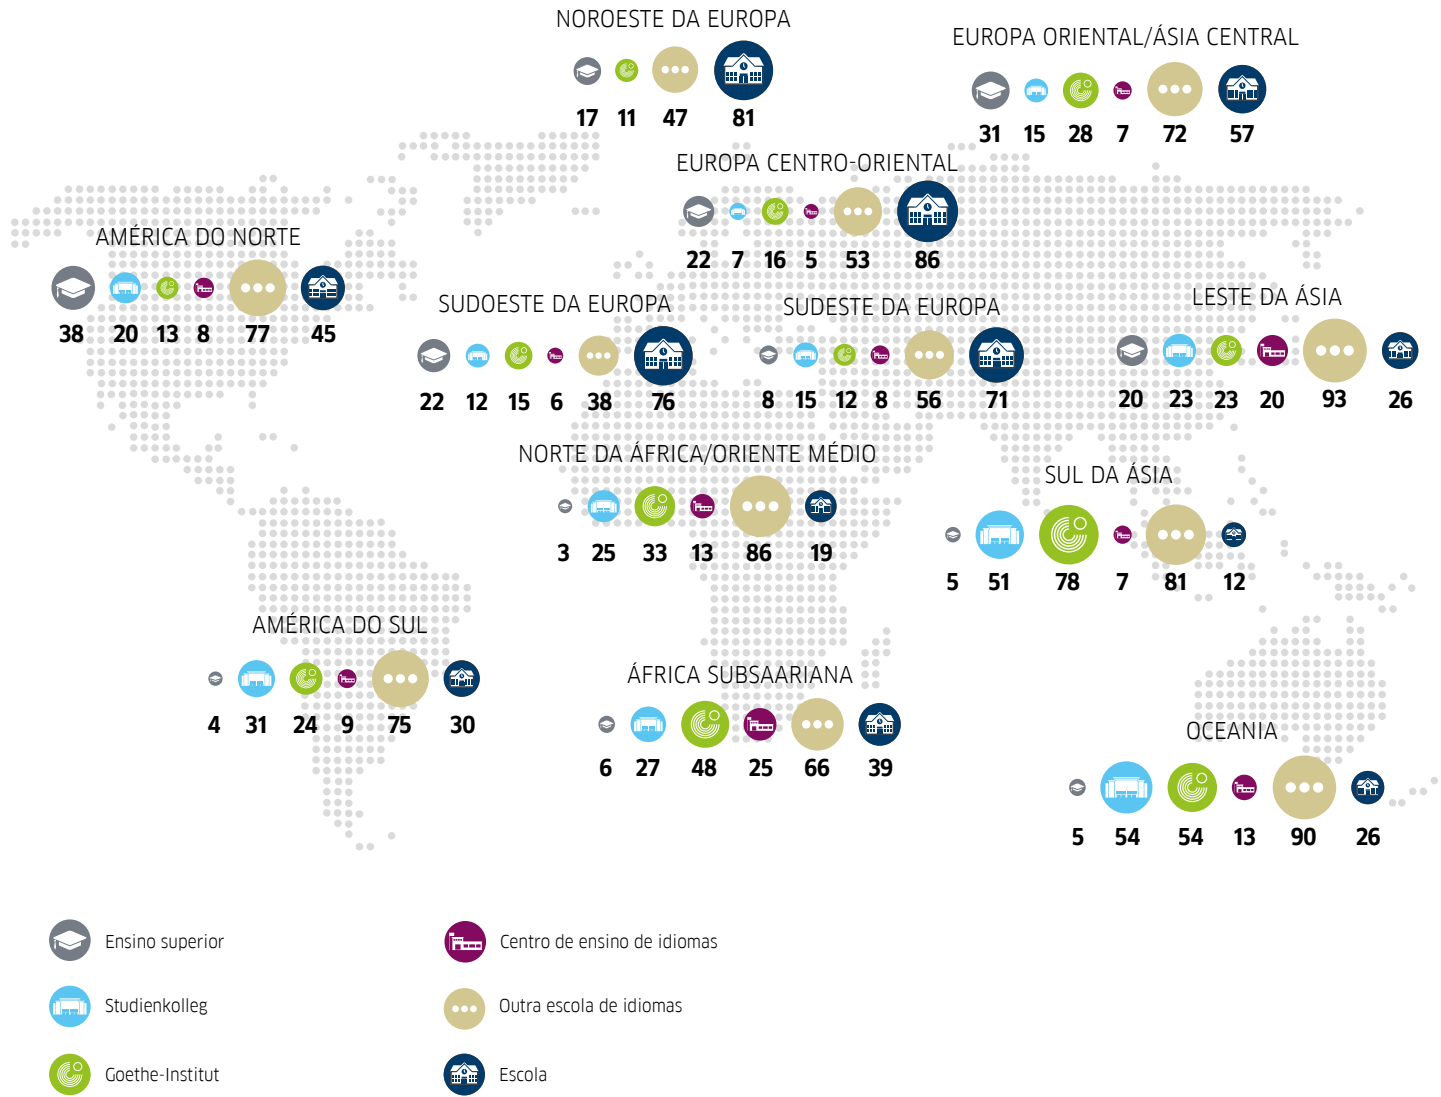 NOROESTE DA EUROPA
17 11 47 81
EUROPA ORIENTAL/ÁSIA CENTRAL
31 15 28 7 72 57
EUROPA CENTRO-ORIENTAL
22 7 16 5 53 86
AMÉRICA DO NORTE
38 20 13 8 77 45
SUDOESTE DA EUROPA
22 12 15 6 38 76
SUDESTE DA EUROPA
8 15 12 8 56 71
LESTE DA ÁSIA
20 23 23 20 93 26
NORTE DA ÁFRICA/ORIENTE MÉDIO
3 25 33 13 86 19
SUL DA ÁSIA
5 51 78 7 81 12
AMÉRICA DO SUL
4 31 24 9 75 30
ÁFRICA SUBSAARIANA
6 27 48 25 66 39
OCEANIA
5 54 54 13 90 26
Ensino superior
Studienkolleg
Goethe-Institut
Centro de ensino de idiomas
Outra escola de idiomas
Escola